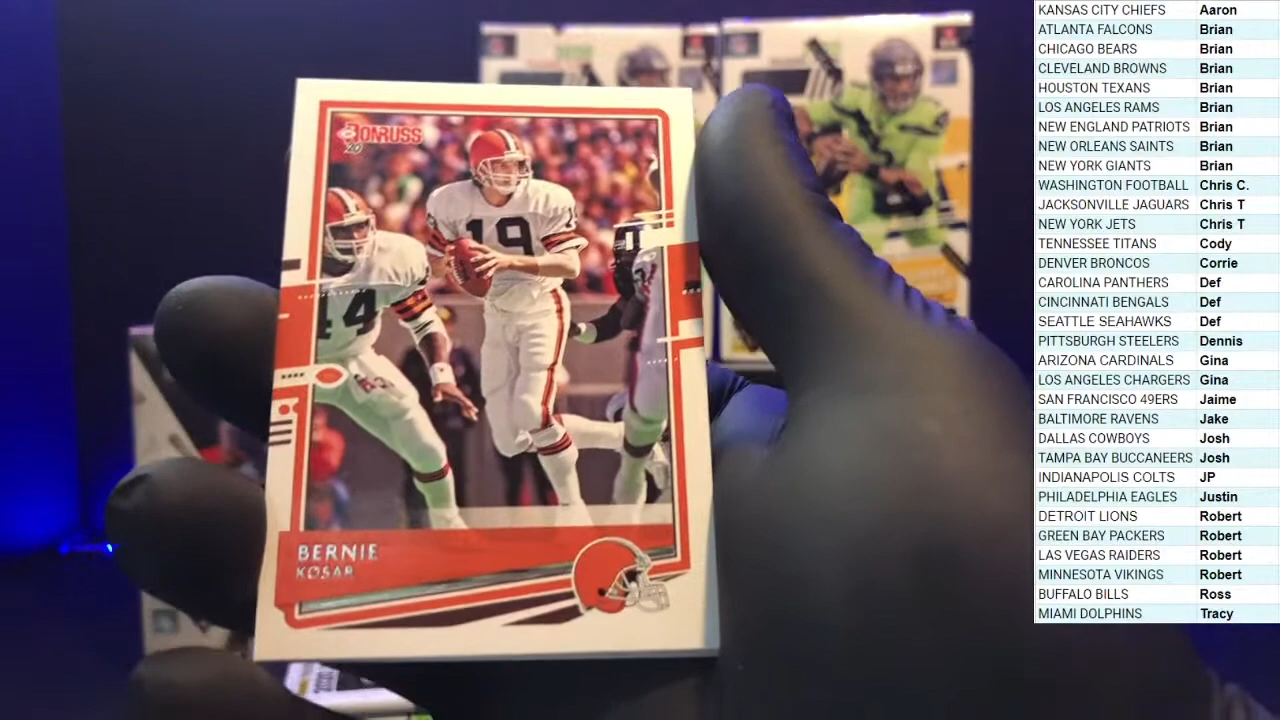 DONRUSS
20
19
19
44
BERNIE
KOSAR
KANSAS CITY CHIEFS Aaron
ATLANTA FALCONS Brian
CHICAGO BEARS Brian
CLEVELAND BROWNS Brian
HOUSTON TEXANS Brian
LOS ANGELES RAMS Brian
NEW ENGLAND PATRIOTS Brian
NEW ORLEANS SAINTS Brian
NEW YORK GIANTS Brian
WASHINGTON FOOTBALL Chris C.
JACKSONVILLE JAGUARS Chris T
NEW YORK JETS Chris T
TENNESSEE TITANS Cody
DENVER BRONCOS Corrie
CAROLINA PANTHERS Def
CINCINNATI BENGALS Def
SEATTLE SEAHAWKS Def
PITTSBURGH STEELERS Dennis
ARIZONA CARDINALS Gina
LOS ANGELES CHARGERS Gina
SAN FRANCISCO 49ERS Jaime
BALTIMORE RAVENS Jake
DALLAS COWBOYS Josh
TAMPA BAY BUCCANEERS Josh
INDIANAPOLIS COLTS JP
PHILADELPHIA EAGLES Justin
DETROIT LIONS Robert
GREEN BAY PACKERS Robert
LAS VEGAS RAIDERS Robert
MINNESOTA VIKINGS Robert
BUFFALO BILLS Ross
MIAMI DOLPHINS Tracy